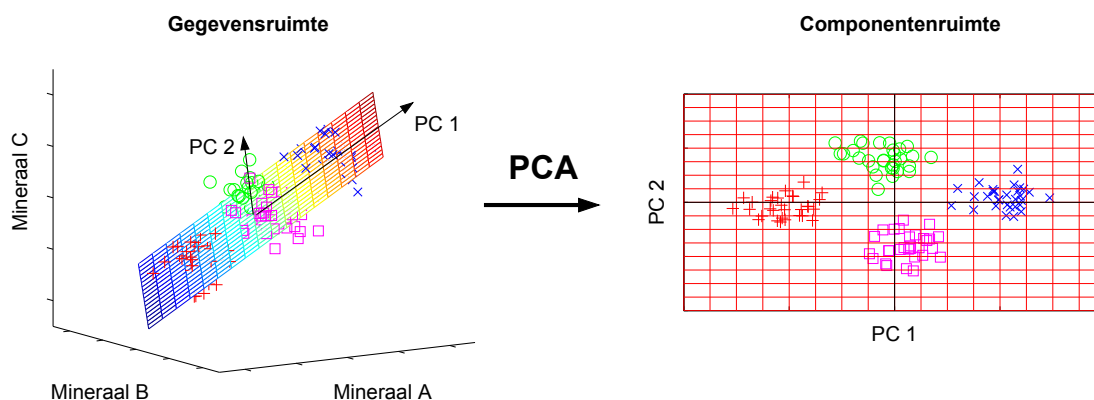 Gegevensruimte
Componentenruimte
Mineraal C
PC 2
PC 1
Mineraal B
Mineraal A
PCA
PC 2
PC 1